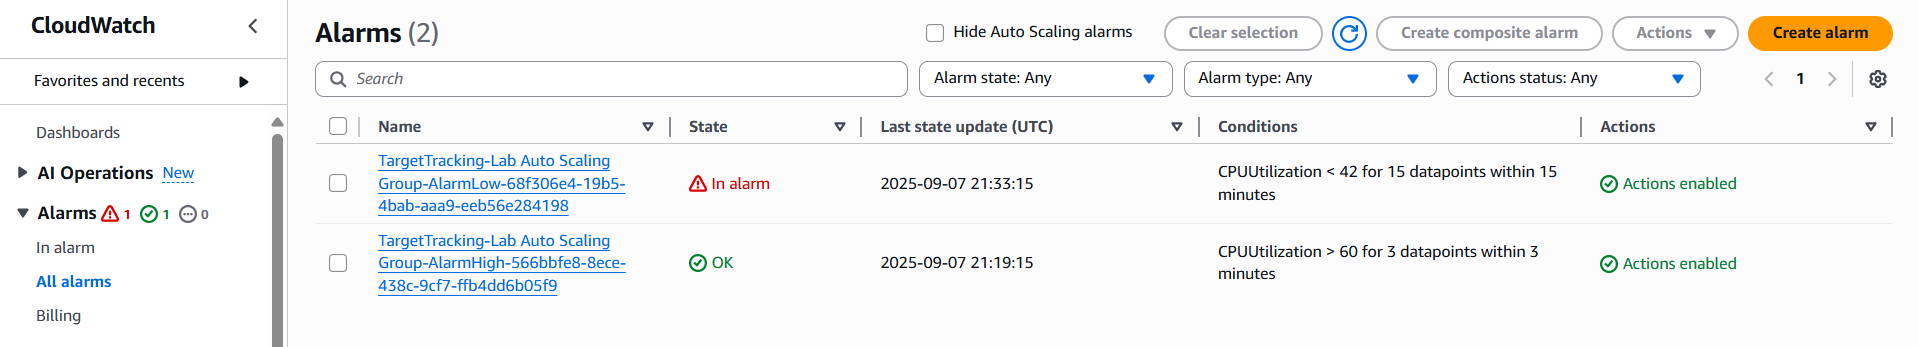 CloudWatch
Favorites and recents
Dashboards
AI Operations New
Alarms 1 1 0
In alarm
All alarms
Billing
Alarms (2)
Hide Auto Scaling alarms
Clear selection
Create composite alarm
Actions
Create alarm
Search
Alarm state: Any
Alarm type: Any
Actions status: Any
1
Name
State
Last state update (UTC)
Conditions
Actions
TargetTracking-Lab Auto Scaling
Group-AlarmLow-68f306e4-19b5-
4bab-aaa9-eeb56e284198
In alarm
2025-09-07 21:33:15
CPUUtilization < 42 for 15 datapoints within 15
minutes
Actions enabled
TargetTracking-Lab Auto Scaling
Group-AlarmHigh-566bbfe8-8ece-
438c-9cf7-ffb4dd6b05f9
OK
2025-09-07 21:19:15
CPUUtilization > 60 for 3 datapoints within 3
minutes
Actions enabled